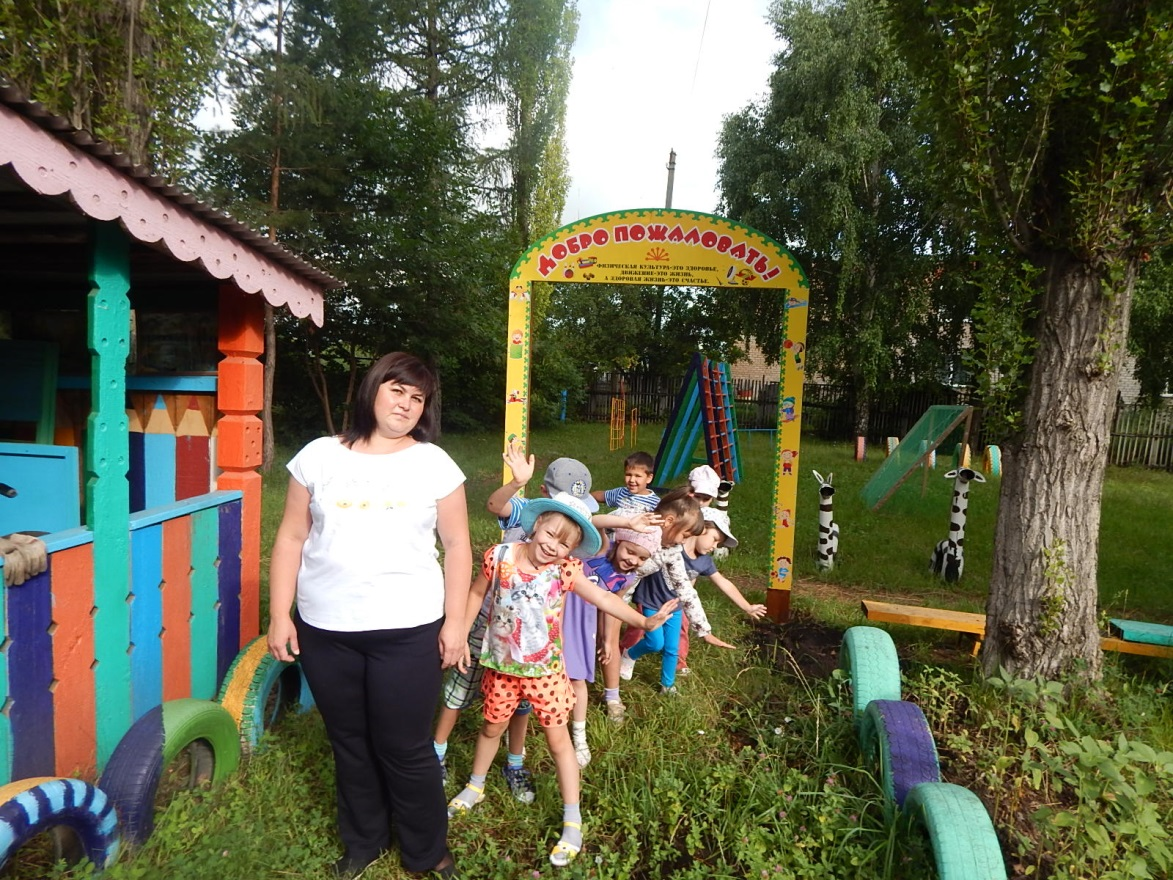 ДОБРО ПОЖАЛОВАТЬ!
ФИЗИЧЕСКАЯ КУЛЬТУРА-ЭТО ЗДОРОВЬЕ,
ДВИЖЕНИЕ-ЭТО ЖИЗНЬ,
А ЗДОРОВАЯ ЖИЗНЬ-ЭТО СЧАСТЬЕ.